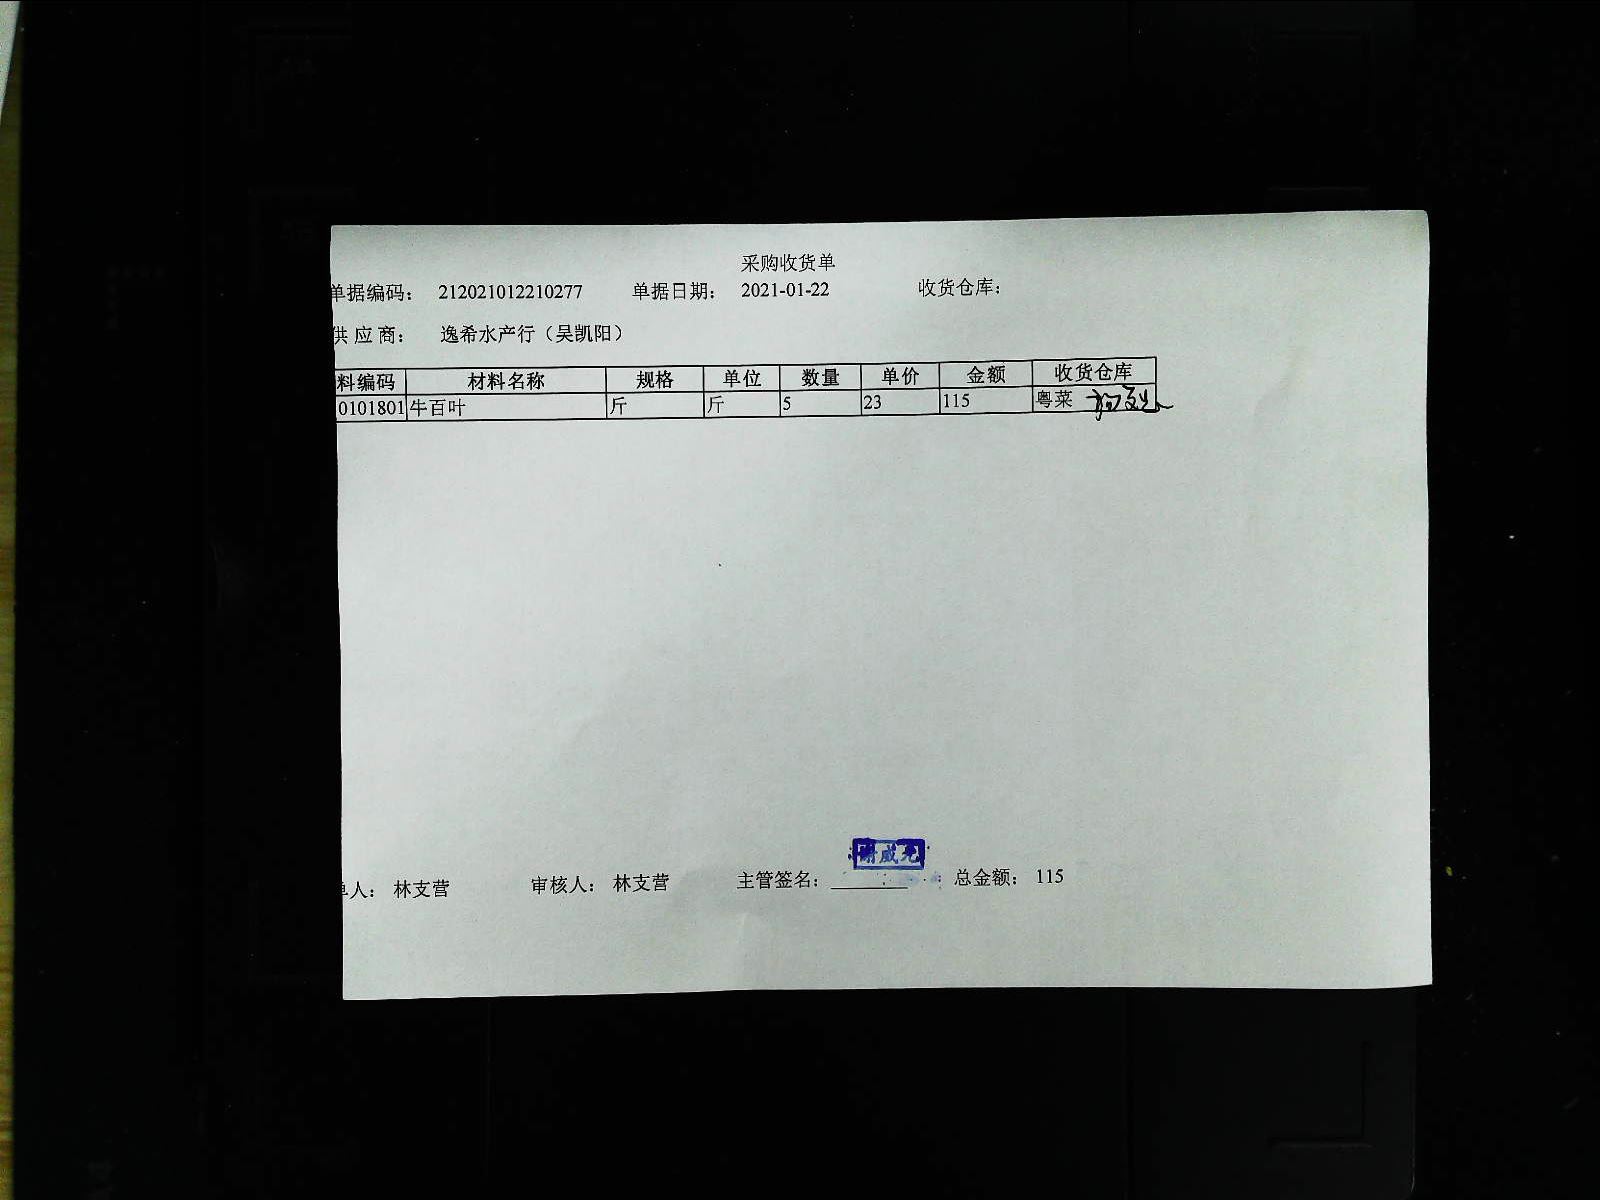 采购收货单
单据编码： 212021012210277 单据日期： 2021-01-22 收货仓库：
供 应 商： 逸希水产行（吴凯阳）
料编码 材料名称 规格 单位 数量 单价 金额 收货仓库
0101801 牛百叶 斤 斤 5 23 115 粤菜
单人： 林支营 审核人： 林支营 主管签名： 总金额： 115